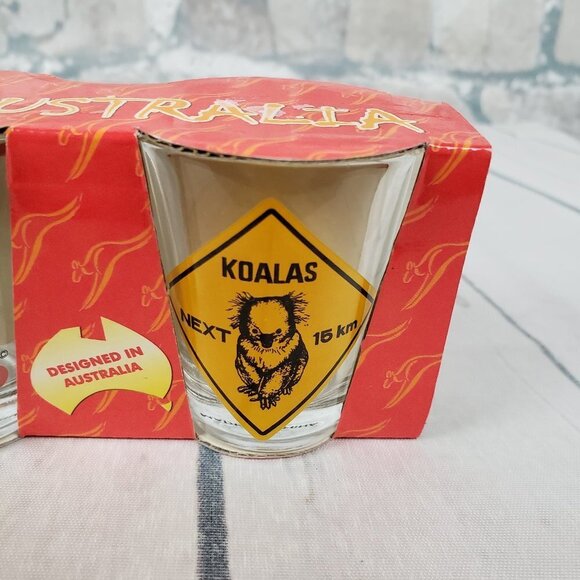 AUSTRALIA
KOALAS
NEXT 15 km
DESIGNED IN
AUSTRALIA